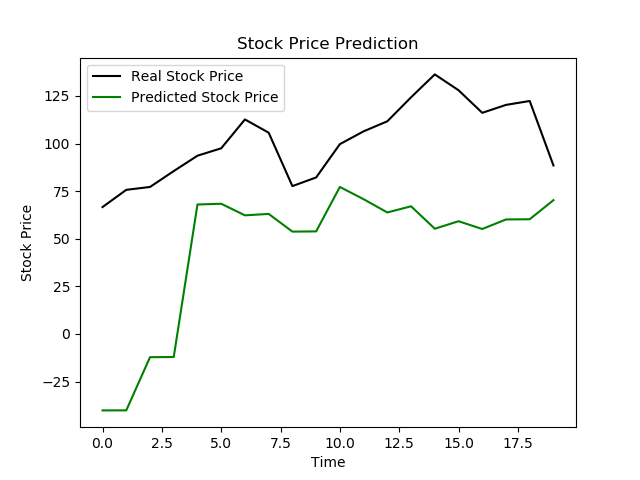 Stock Price Prediction
Real Stock Price
Predicted Stock Price
Stock Price
125
100
75
50
25
0
−25
0.0 2.5 5.0 7.5 10.0 12.5 15.0 17.5
Time